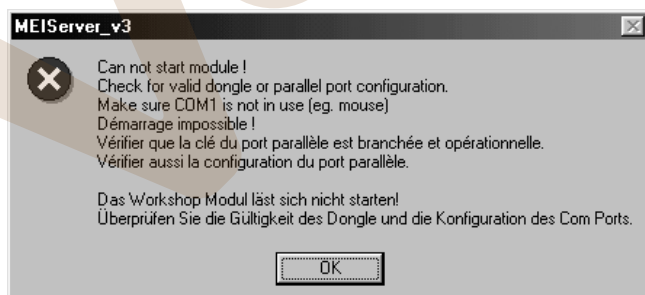 MEIServer_v3
Can not start module !
Check for valid dongle or parallel port configuration.
Make sure COM1 is not in use (eg. mouse)
Démarrage impossible !
Vérifier que la clé du port parallèle est branchée et opérationnelle.
Vérifier aussi la configuration du port parallèle.
Das Workshop Modul läst sich nicht starten!
Überprüfen Sie die Gültigkeit des Dongle und die Konfiguration des Com Ports.
OK